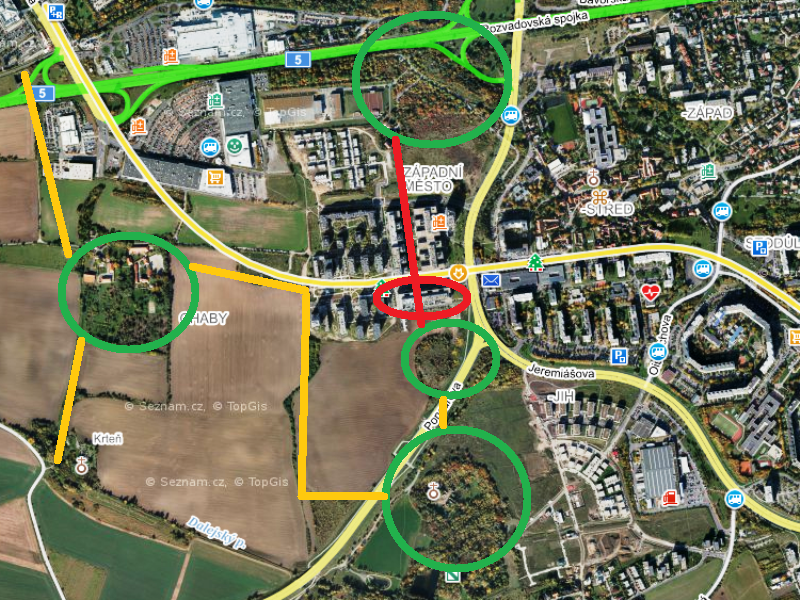 Bavorská
P
R
Rozvadovská spojka
5
5
© Seznam.cz, © TopGis
-ZÁPAD
ZÁPADNÍ
MĚSTO
-STŘED
P
CHABY
P
Jeremiášova
© Seznam.cz, © TopGis
-JIH
Krteň
© Seznam.cz, © TopGis
Dalejský p.